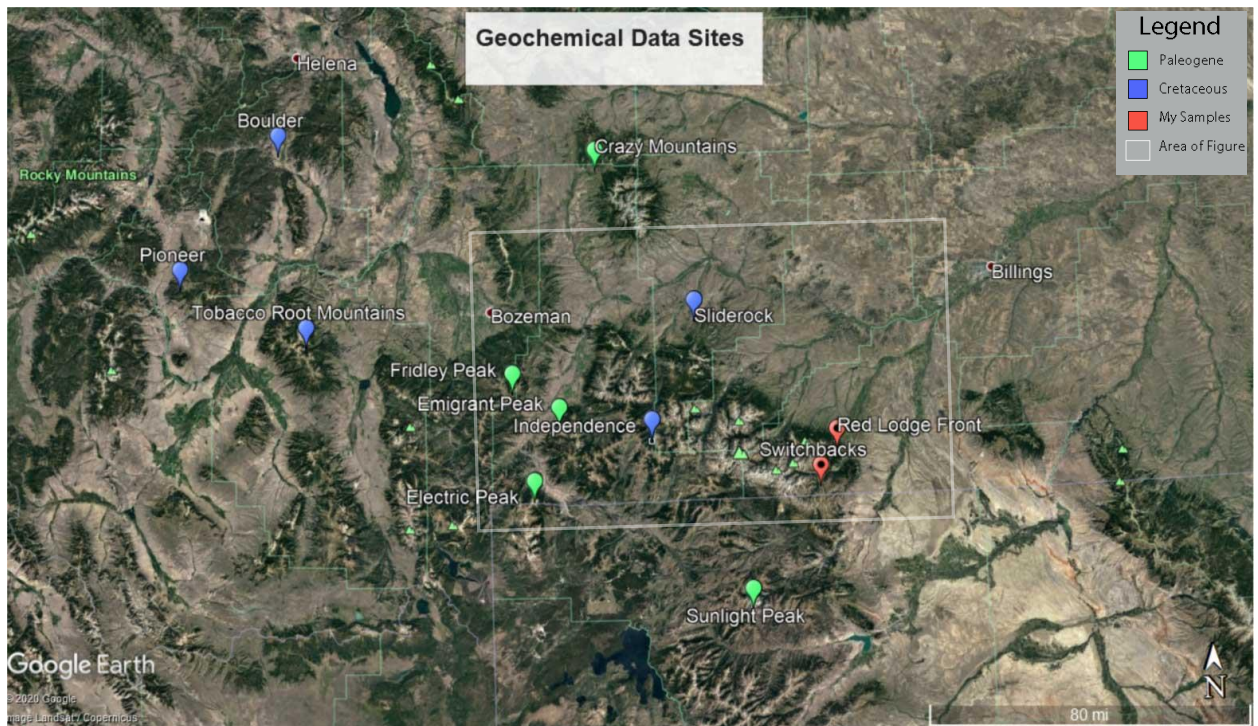 Geochemical Data Sites
Legend
Paleogene
Cretaceous
My Samples
Area of Figure
Helena
Boulder
Crazy Mountains
Rocky Mountains
Pioneer
Billings
Tobacco Root Mountains
Bozeman
Sliderock
Fridley Peak
Emigrant Peak
Independence
Red Lodge Front
Switchbacks
Electric Peak
Sunlight Peak
Google Earth
© 2020 Google
mage Landsat / Copernicus
N
80 mi